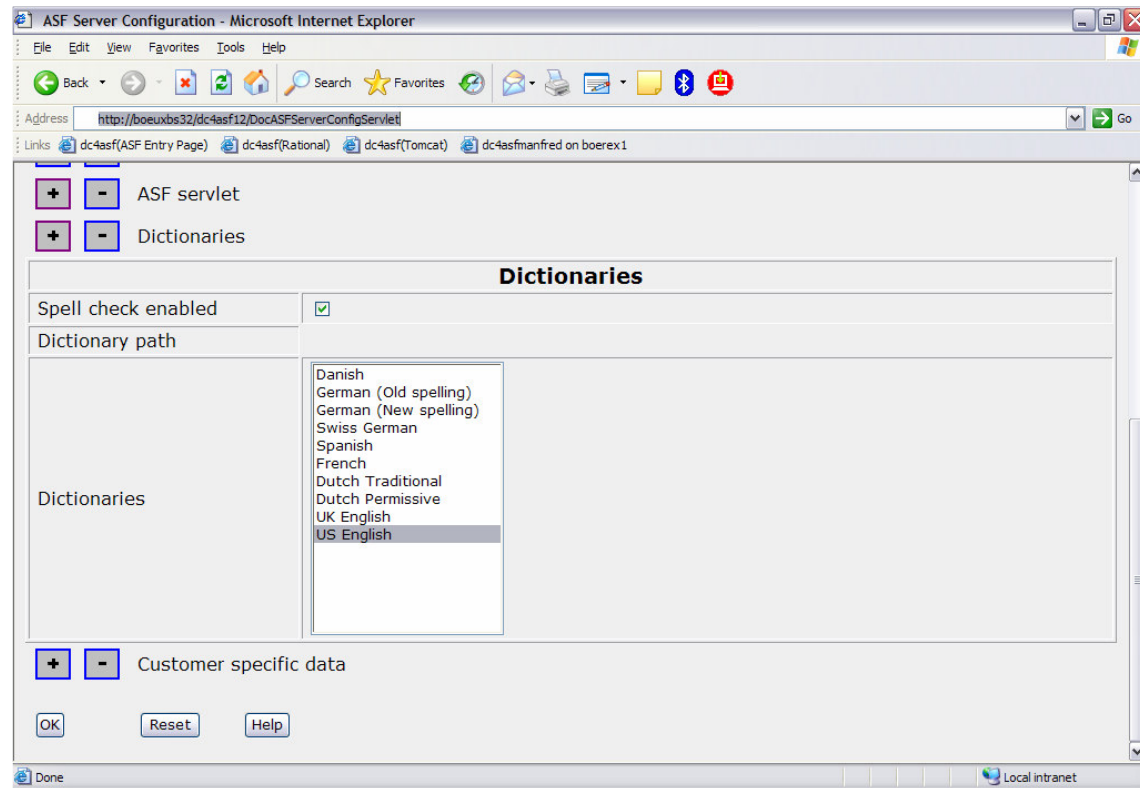 ASF Server Configuration - Microsoft Internet Explorer
File Edit View Favorites Tools Help
Back Search Favorites
Address http://boeuxbs32/dc4asf12/DocASFServerConfigServlet Go
Links dc4asf(ASF Entry Page) dc4asf(Rational) dc4asf(Tomcat) dc4asfmanfred on boerex1
+ - ASF servlet
+ - Dictionaries
Dictionaries
Spell check enabled
Dictionary path
Dictionaries
Danish
German (Old spelling)
German (New spelling)
Swiss German
Spanish
French
Dutch Traditional
Dutch Permissive
UK English
US English
+ - Customer specific data
OK Reset Help
Done Local intranet